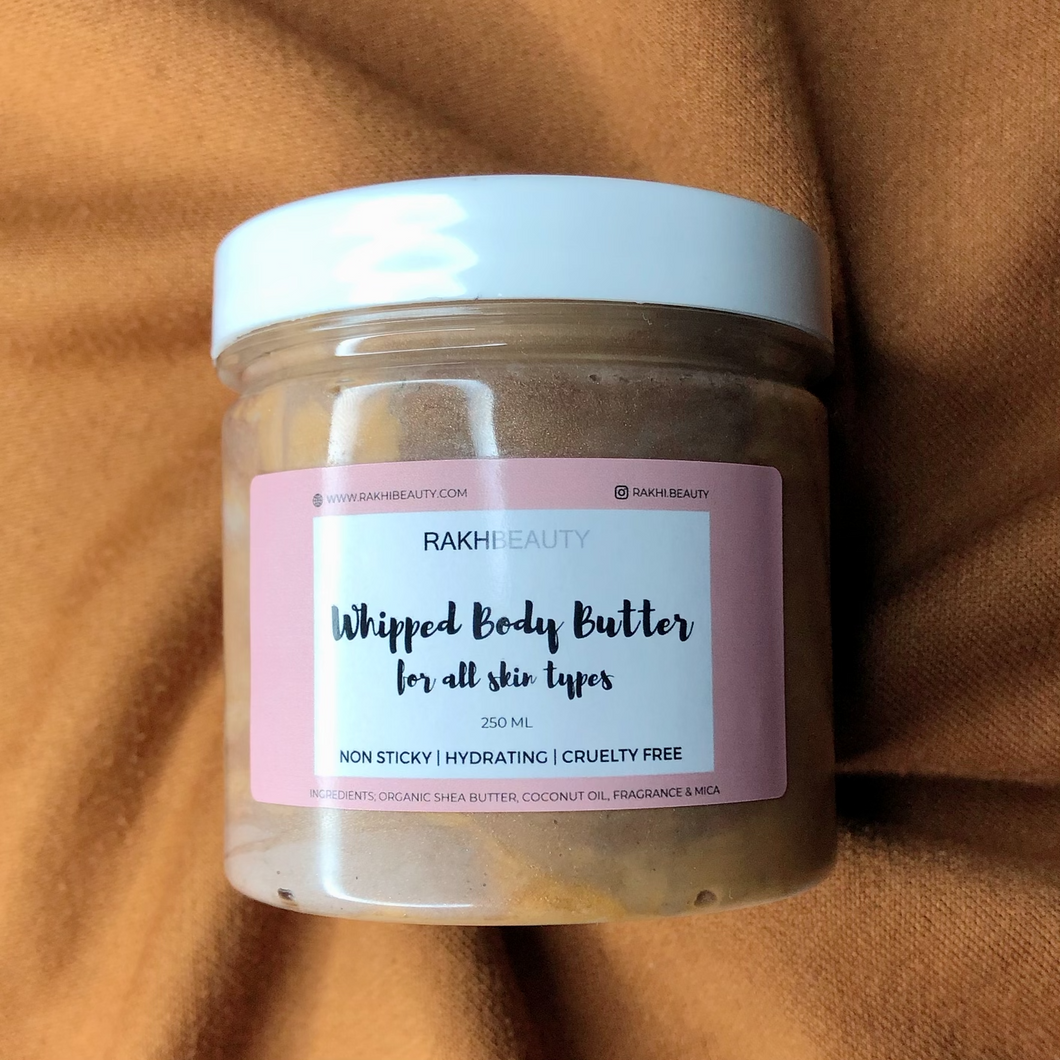 WWW.RAKHIBEAUTY.COM
RAKHI.BEAUTY
RAKHIBEAUTY
Whipped Body Butter
for all skin types
250 ML
NON STICKY | HYDRATING | CRUELTY FREE
INGREDIENTS; ORGANIC SHEA BUTTER, COCONUT OIL, FRAGRANCE & MICA